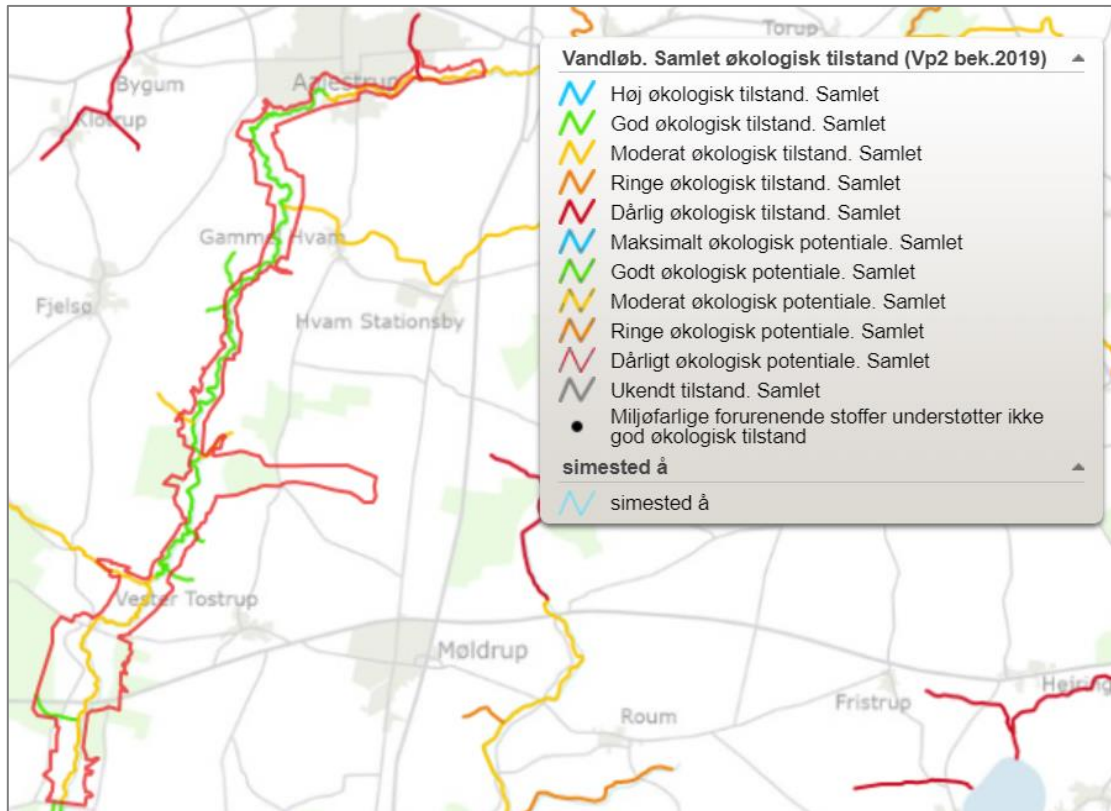 Torup
Bygum
Aalestrup
Klotrup
Gammel Hvam
Fjelsø
Hvam Stationsby
Vester Tostrup
Møldrup
Roum
Fristrup
Vandløb. Samlet økologisk tilstand (Vp2 bek.2019)
Høj økologisk tilstand. Samlet
God økologisk tilstand. Samlet
Moderat økologisk tilstand. Samlet
Ringe økologisk tilstand. Samlet
Dårlig økologisk tilstand. Samlet
Maksimalt økologisk potentiale. Samlet
Godt økologisk potentiale. Samlet
Moderat økologisk potentiale. Samlet
Ringe økologisk potentiale. Samlet
Dårligt økologisk potentiale. Samlet
Ukendt tilstand. Samlet
Miljøfarlige forurenende stoffer understøtter ikke
god økologisk tilstand
simested å
simested å